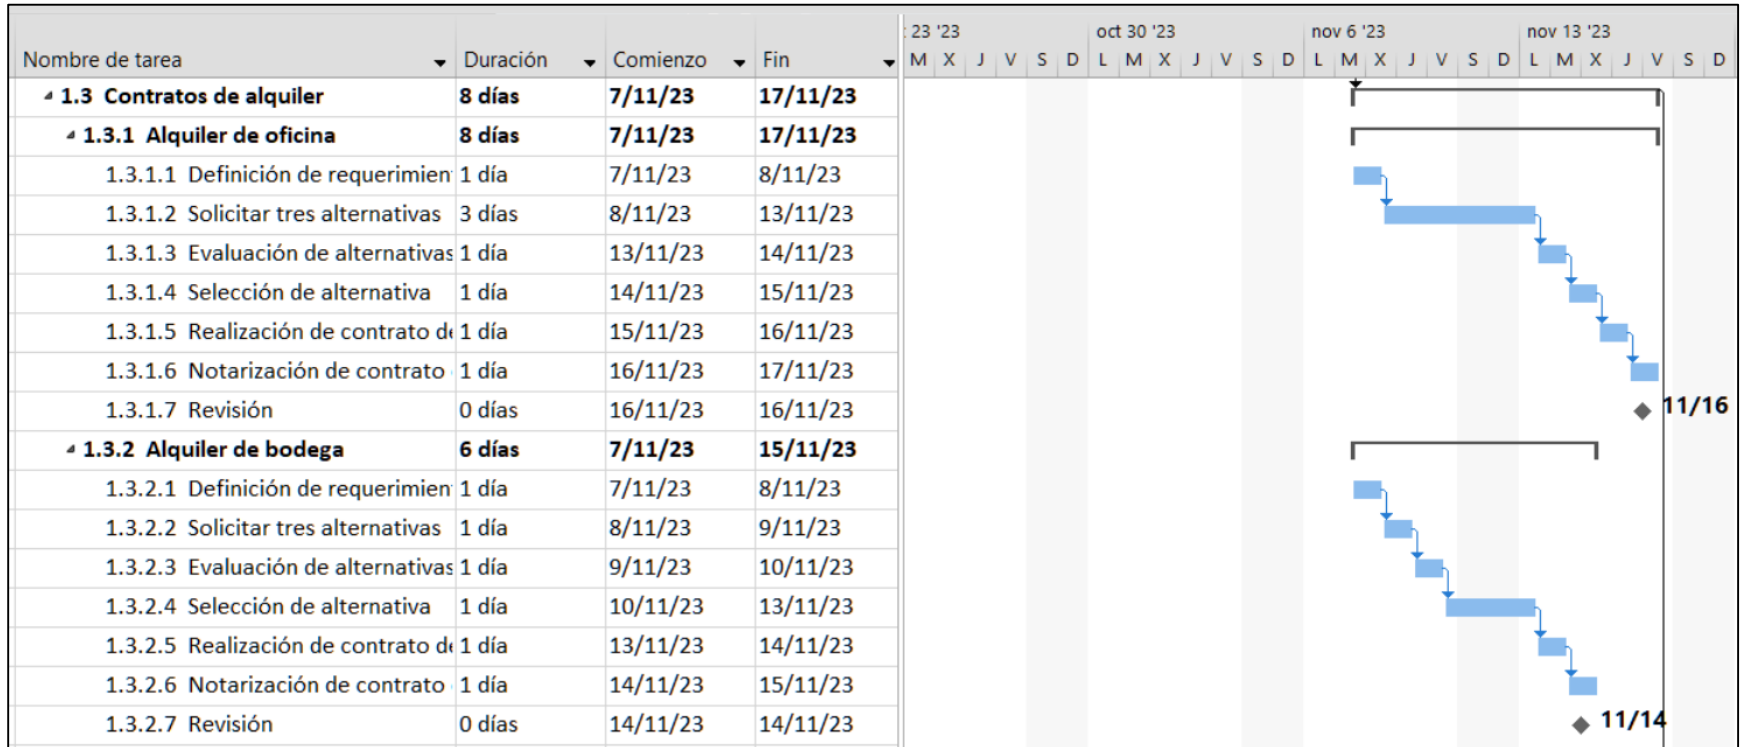 23 '23 oct 30 '23 nov 6 '23 nov 13 '23
Nombre de tarea Duración Comienzo Fin M X J V S D L M X J V S D L M X J V S D L M X J V S D
1.3 Contratos de alquiler 8 días 7/11/23 17/11/23
1.3.1 Alquiler de oficina 8 días 7/11/23 17/11/23
1.3.1.1 Definición de requerimien 1 día 7/11/23 8/11/23
1.3.1.2 Solicitar tres alternativas 3 días 8/11/23 13/11/23
1.3.1.3 Evaluación de alternativas 1 día 13/11/23 14/11/23
1.3.1.4 Selección de alternativa 1 día 14/11/23 15/11/23
1.3.1.5 Realización de contrato de 1 día 15/11/23 16/11/23
1.3.1.6 Notarización de contrato 1 día 16/11/23 17/11/23
1.3.1.7 Revisión 0 días 16/11/23 16/11/23 11/16
1.3.2 Alquiler de bodega 6 días 7/11/23 15/11/23
1.3.2.1 Definición de requerimien 1 día 7/11/23 8/11/23
1.3.2.2 Solicitar tres alternativas 1 día 8/11/23 9/11/23
1.3.2.3 Evaluación de alternativas 1 día 9/11/23 10/11/23
1.3.2.4 Selección de alternativa 1 día 10/11/23 13/11/23
1.3.2.5 Realización de contrato de 1 día 13/11/23 14/11/23
1.3.2.6 Notarización de contrato 1 día 14/11/23 15/11/23
1.3.2.7 Revisión 0 días 14/11/23 14/11/23 11/14